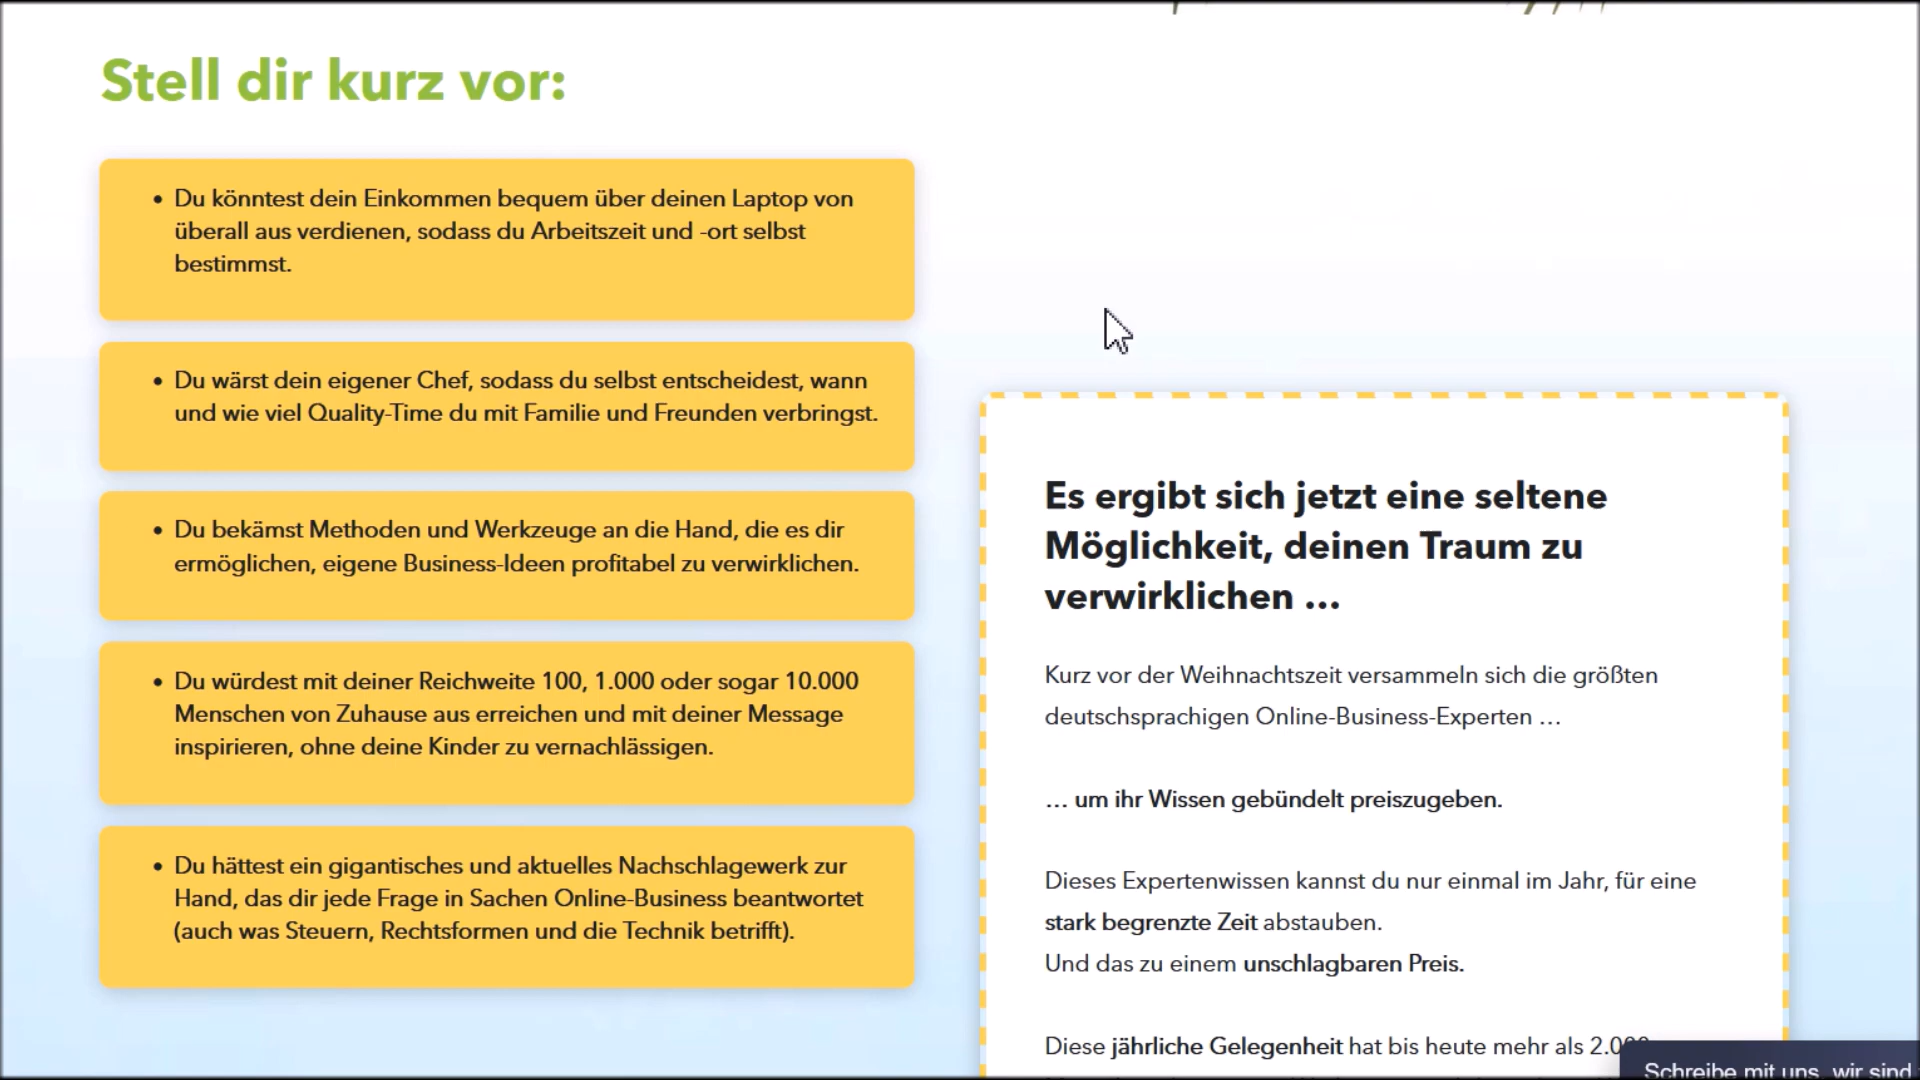 Stell dir kurz vor:
• Du könntest dein Einkommen bequem über deinen Laptop von
überall aus verdienen, sodass du Arbeitszeit und -ort selbst
bestimmst.
• Du wärst dein eigener Chef, sodass du selbst entscheidest, wann
und wie viel Quality-Time du mit Familie und Freunden verbringst.
• Du bekämst Methoden und Werkzeuge an die Hand, die es dir
ermöglichen, eigene Business-Ideen profitabel zu verwirklichen.
• Du würdest mit deiner Reichweite 100, 1.000 oder sogar 10.000
Menschen von Zuhause aus erreichen und mit deiner Message
inspirieren, ohne deine Kinder zu vernachlässigen.
• Du hättest ein gigantisches und aktuelles Nachschlagewerk zur
Hand, das dir jede Frage in Sachen Online-Business beantwortet
(auch was Steuern, Rechtsformen und die Technik betrifft).
Es ergibt sich jetzt eine seltene
Möglichkeit, deinen Traum zu
verwirklichen ...
Kurz vor der Weihnachtszeit versammeln sich die größten
deutschsprachigen Online-Business-Experten ...
... um ihr Wissen gebündelt preiszugeben.
Dieses Expertenwissen kannst du nur einmal im Jahr, für eine
stark begrenzte Zeit abstauben.
Und das zu einem unschlagbaren Preis.
Diese jährliche Gelegenheit hat bis heute mehr als
Schreibe mit uns, wir sind